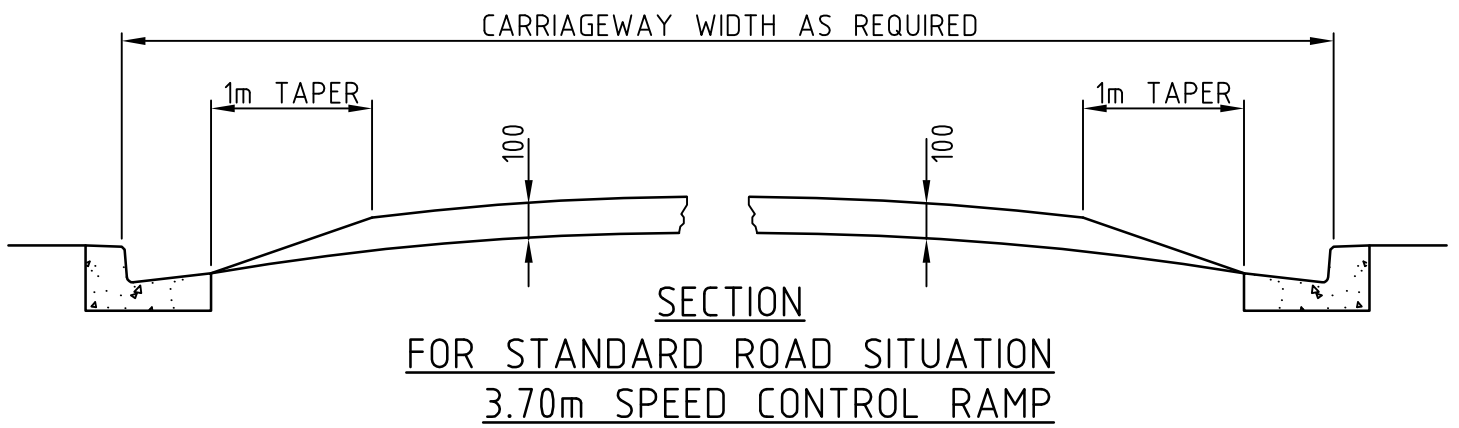 CARRIAGEWAY WIDTH AS REQUIRED
1m TAPER
1m TAPER
100
100
SECTION
FOR STANDARD ROAD SITUATION
3.70m SPEED CONTROL RAMP